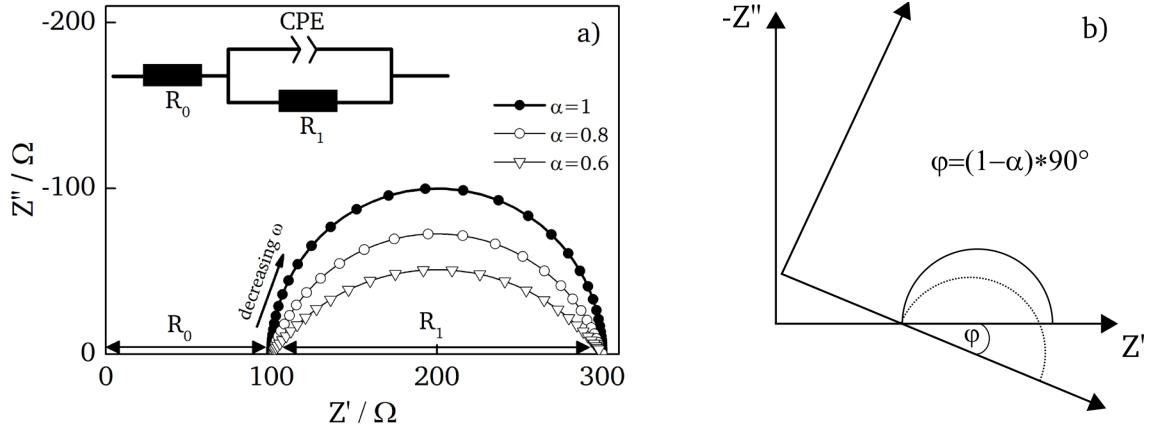 a)
-200
-100
0
Z'' / Ω
CPE
R₀
R₁
α=1
α=0.8
α=0.6
decreasing ω
R₀
R₁
0
100
200
300
Z' / Ω
b)
-Z''
φ=(1−α)*90°
φ
Z'